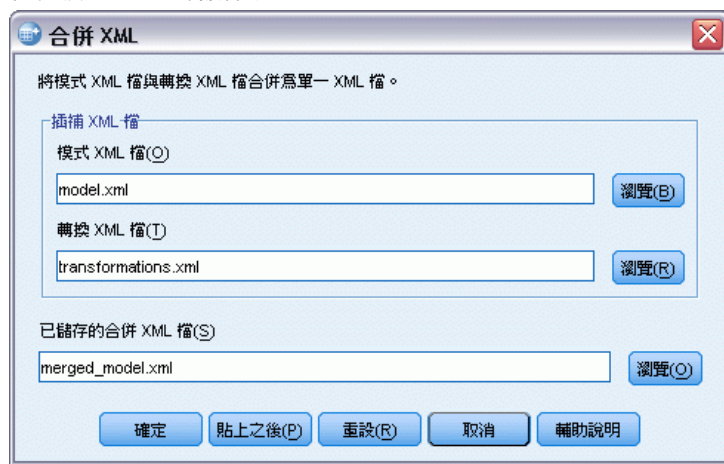 合併 XML
將模式 XML 檔與轉換 XML 檔合併為單一 XML 檔。
插補 XML 檔
模式 XML 檔(O)
model.xml
瀏覽(B)
轉換 XML 檔(T)
transformations.xml
瀏覽(R)
已儲存的合併 XML 檔(S)
merged_model.xml
瀏覽(O)
確定 貼上之後(P) 重設(R) 取消 輔助說明